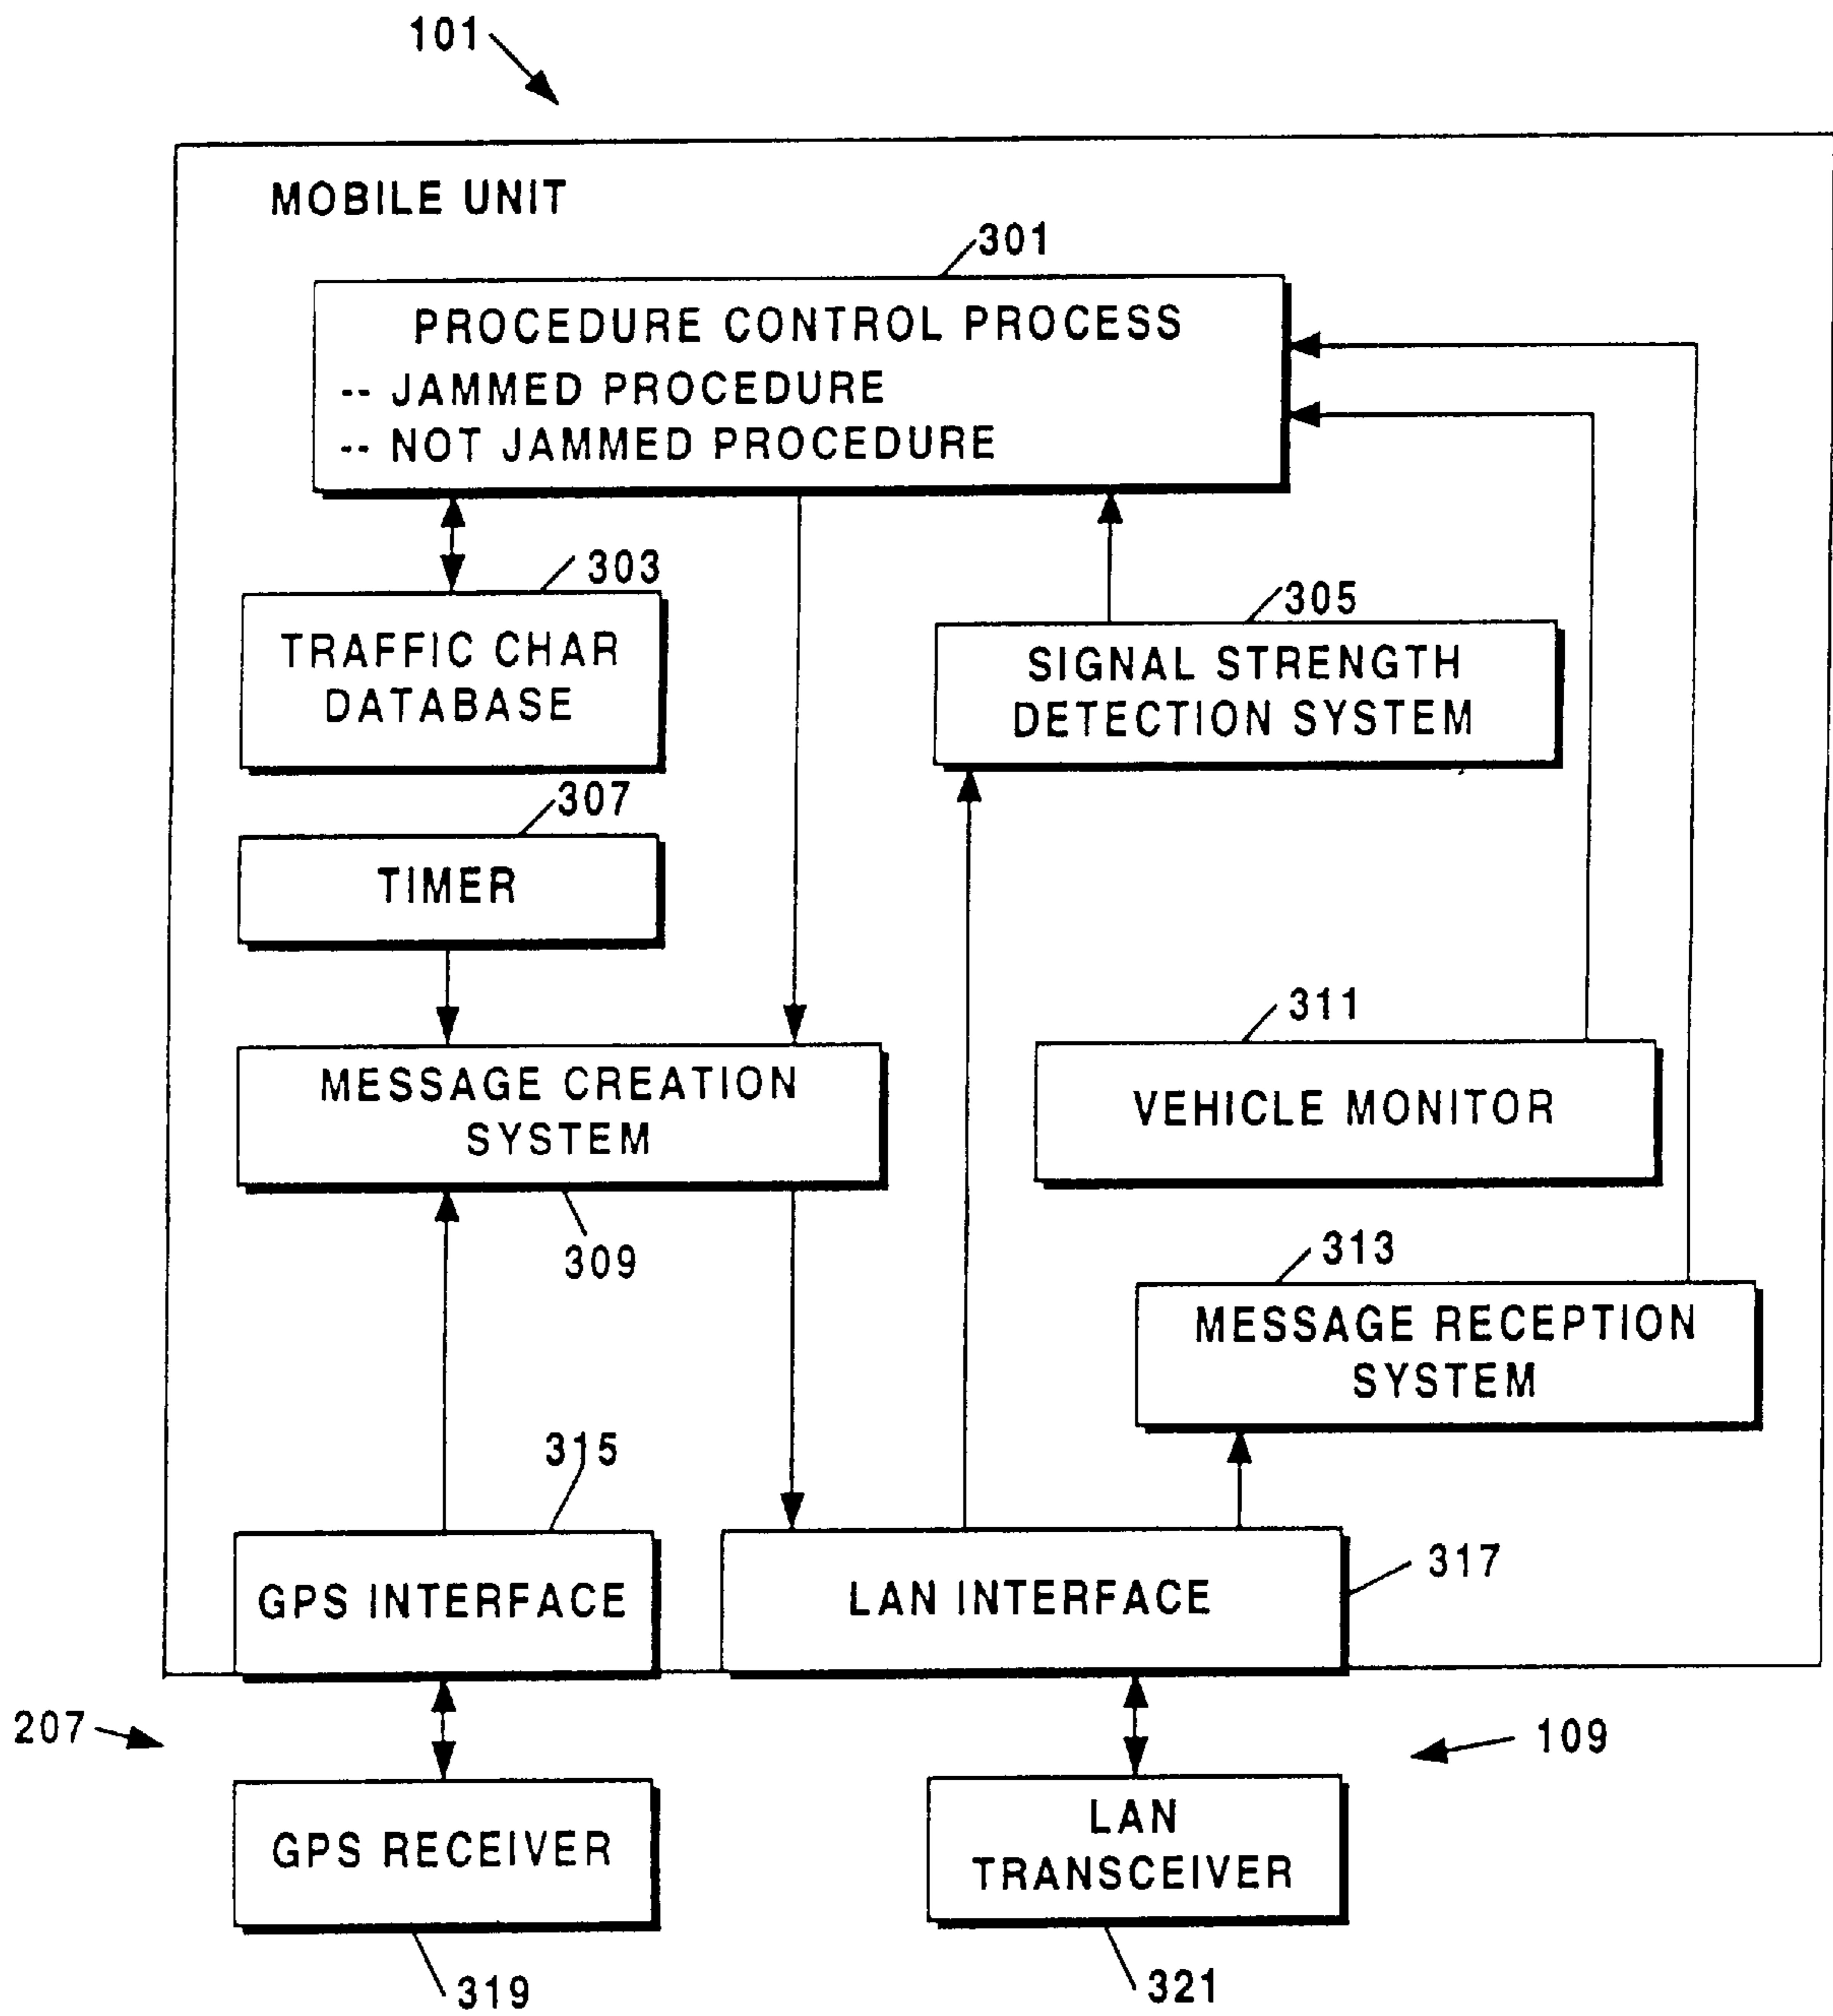 101
MOBILE UNIT
301
PROCEDURE CONTROL PROCESS
-- JAMMED PROCEDURE
-- NOT JAMMED PROCEDURE
303
TRAFFIC CHAR
DATABASE
305
SIGNAL STRENGTH
DETECTION SYSTEM
307
TIMER
311
MESSAGE CREATION
SYSTEM
309
VEHICLE MONITOR
313
MESSAGE RECEPTION
SYSTEM
315
GPS INTERFACE
LAN INTERFACE
317
207
109
GPS RECEIVER
LAN
TRANSCEIVER
319
321